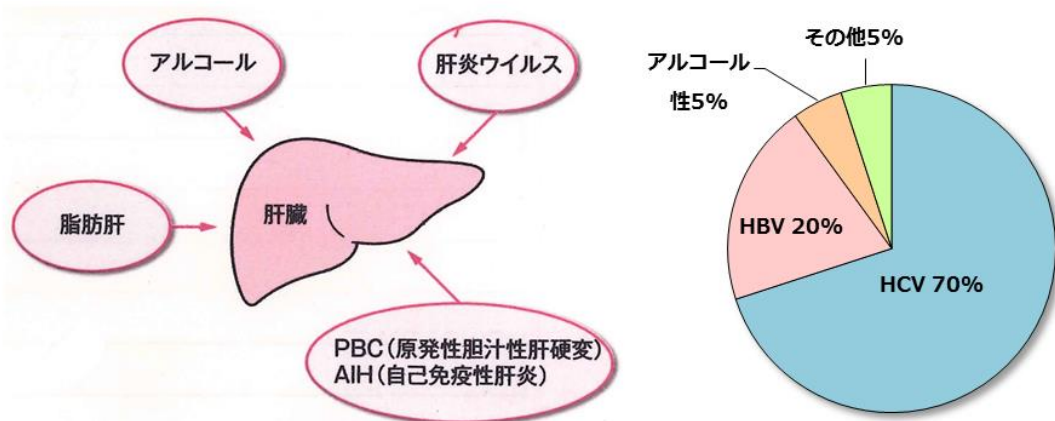 アルコール
肝炎ウイルス
脂肪肝
肝臓
PBC（原発性胆汁性肝硬変）
AIH（自己免疫性肝炎）
その他5%
アルコール
性5%
HBV 20%
HCV 70%